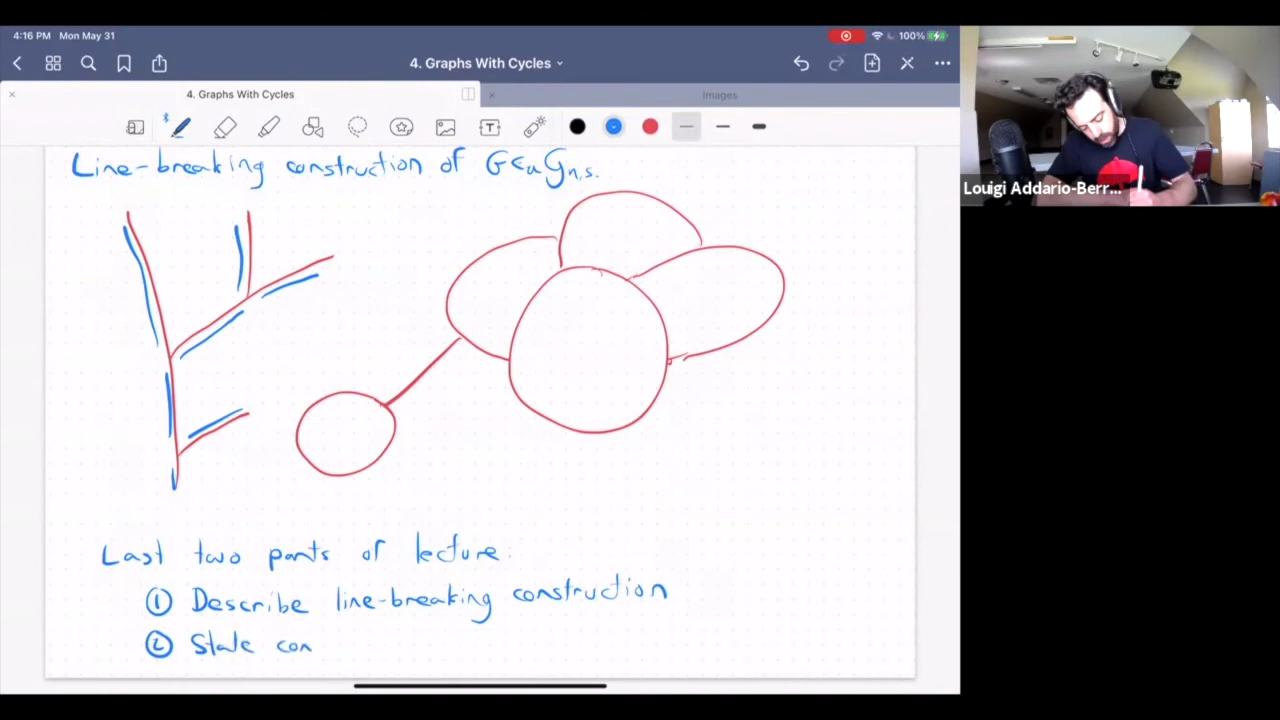 4:16 PM Mon May 31
100%
4. Graphs With Cycles
4. Graphs With Cycles
Images
Line-breaking construction of G∈ᵤ𝒢ₙ,ₛ.
Louigi Addario-Berr...
Last two parts of lecture:
① Describe line-breaking construction
② State con